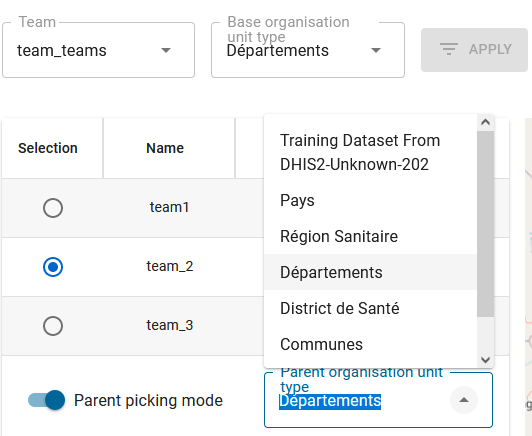 Team
team_teams
Base organisation
unit type
Départements
APPLY
Selection
Name
team1
team_2
team_3
Training Dataset From
DHIS2-Unknown-202
Pays
Région Sanitaire
Départements
District de Santé
Communes
Parent picking mode
Parent organisation unit
type
Départements